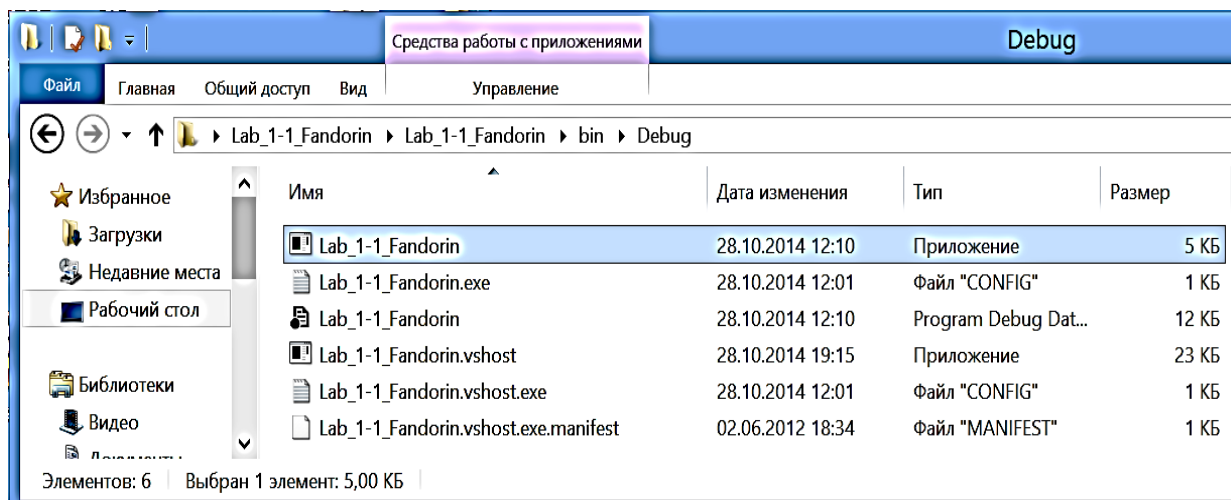 Средства работы с приложениями Debug
Файл Главная Общий доступ Вид Управление
Lab_1-1_Fandorin Lab_1-1_Fandorin bin Debug
Избранное
Загрузки
Недавние места
Рабочий стол
Библиотеки
Видео
Имя Дата изменения Тип Размер
Lab_1-1_Fandorin 28.10.2014 12:10 Приложение 5 КБ
Lab_1-1_Fandorin.exe 28.10.2014 12:01 Файл "CONFIG" 1 КБ
Lab_1-1_Fandorin 28.10.2014 12:10 Program Debug Dat... 12 КБ
Lab_1-1_Fandorin.vshost 28.10.2014 19:15 Приложение 23 КБ
Lab_1-1_Fandorin.vshost.exe 28.10.2014 12:01 Файл "CONFIG" 1 КБ
Lab_1-1_Fandorin.vshost.exe.manifest 02.06.2012 18:34 Файл "MANIFEST" 1 КБ
Элементов: 6 Выбран 1 элемент: 5,00 КБ